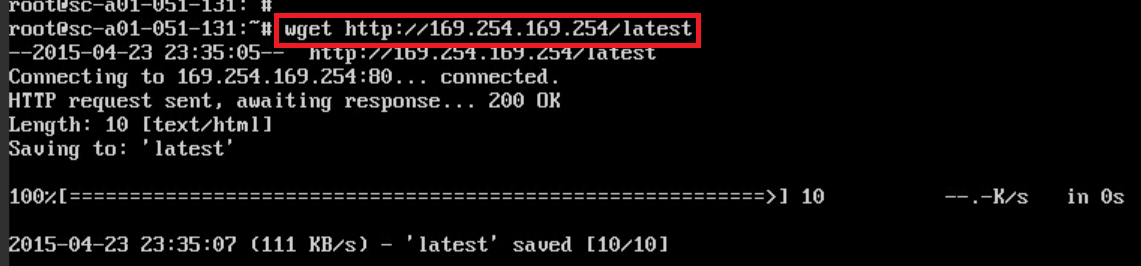 root@sc-a01-051-131:~#
root@sc-a01-051-131:~# wget http://169.254.169.254/latest
--2015-04-23 23:35:05--  http://169.254.169.254/latest
Connecting to 169.254.169.254:80... connected.
HTTP request sent, awaiting response... 200 OK
Length: 10 [text/html]
Saving to: 'latest'
100%[==========================================================>] 10 --.-K/s in 0s
2015-04-23 23:35:07 (111 KB/s) - 'latest' saved [10/10]